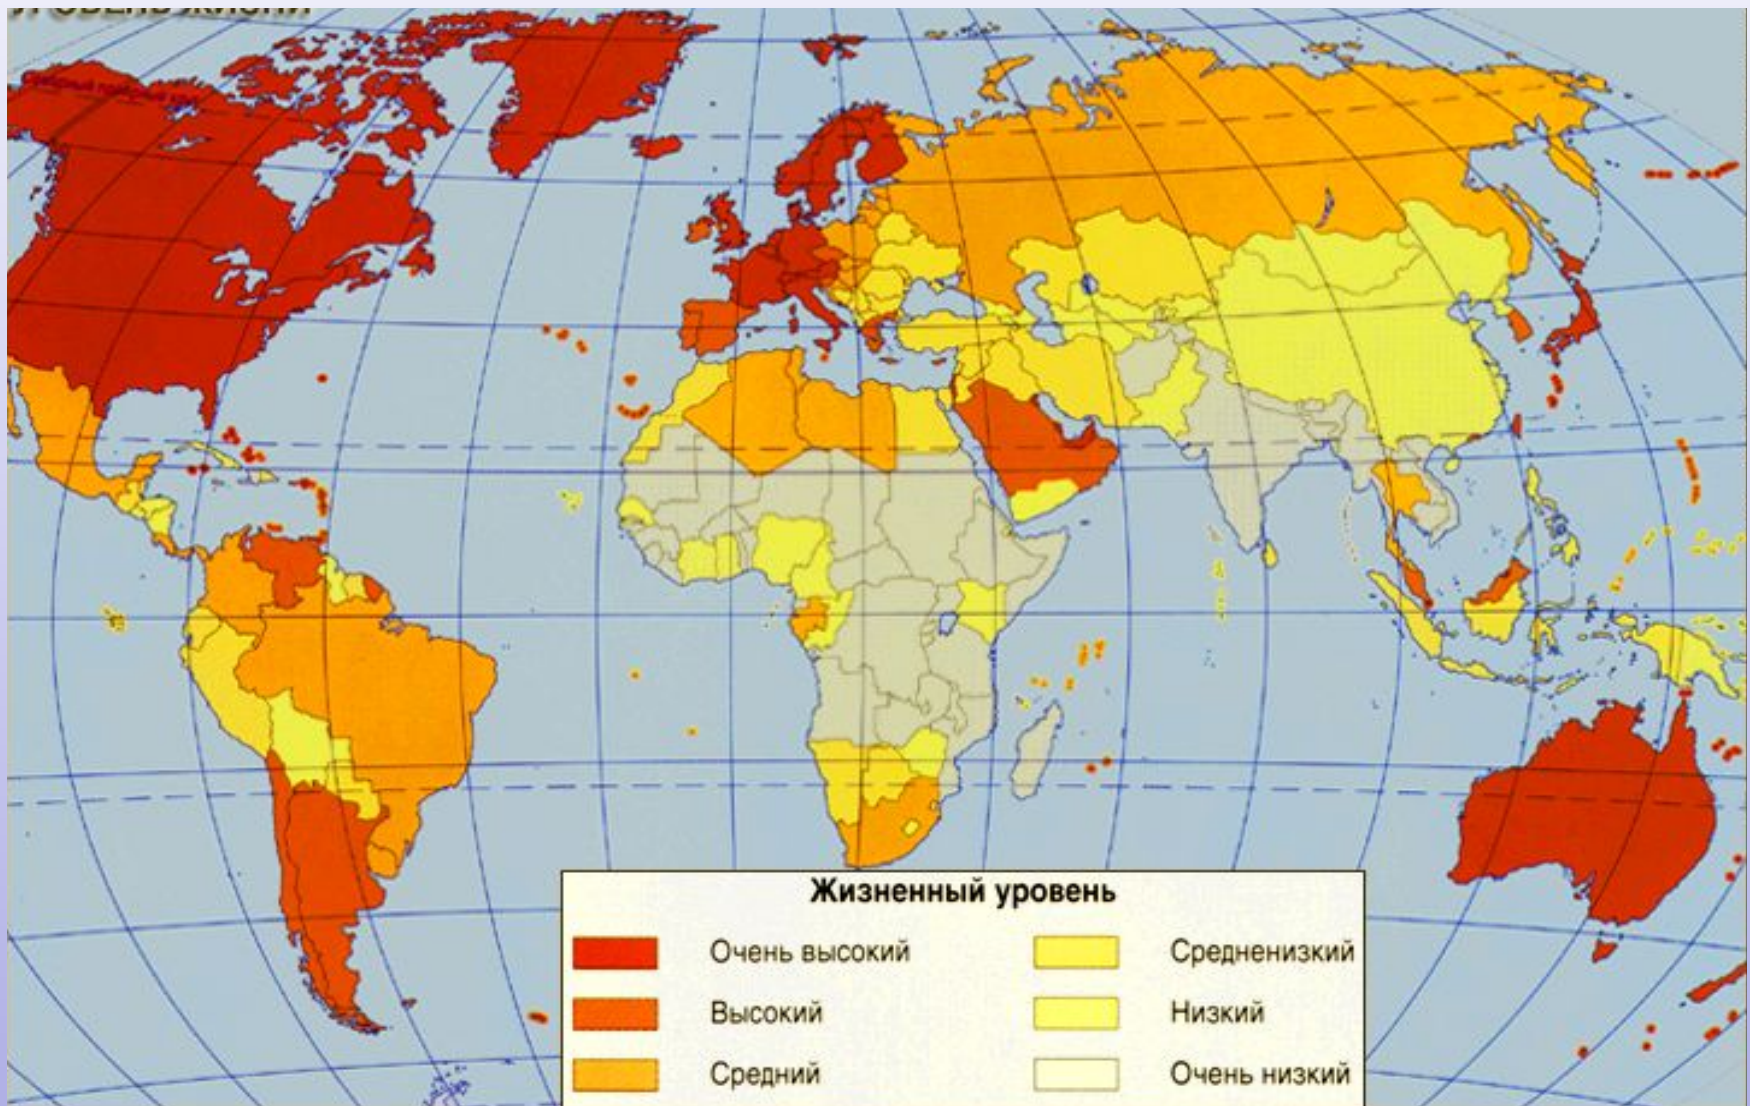 Жизненный уровень
Очень высокий
Высокий
Средний
Средненизкий
Низкий
Очень низкий